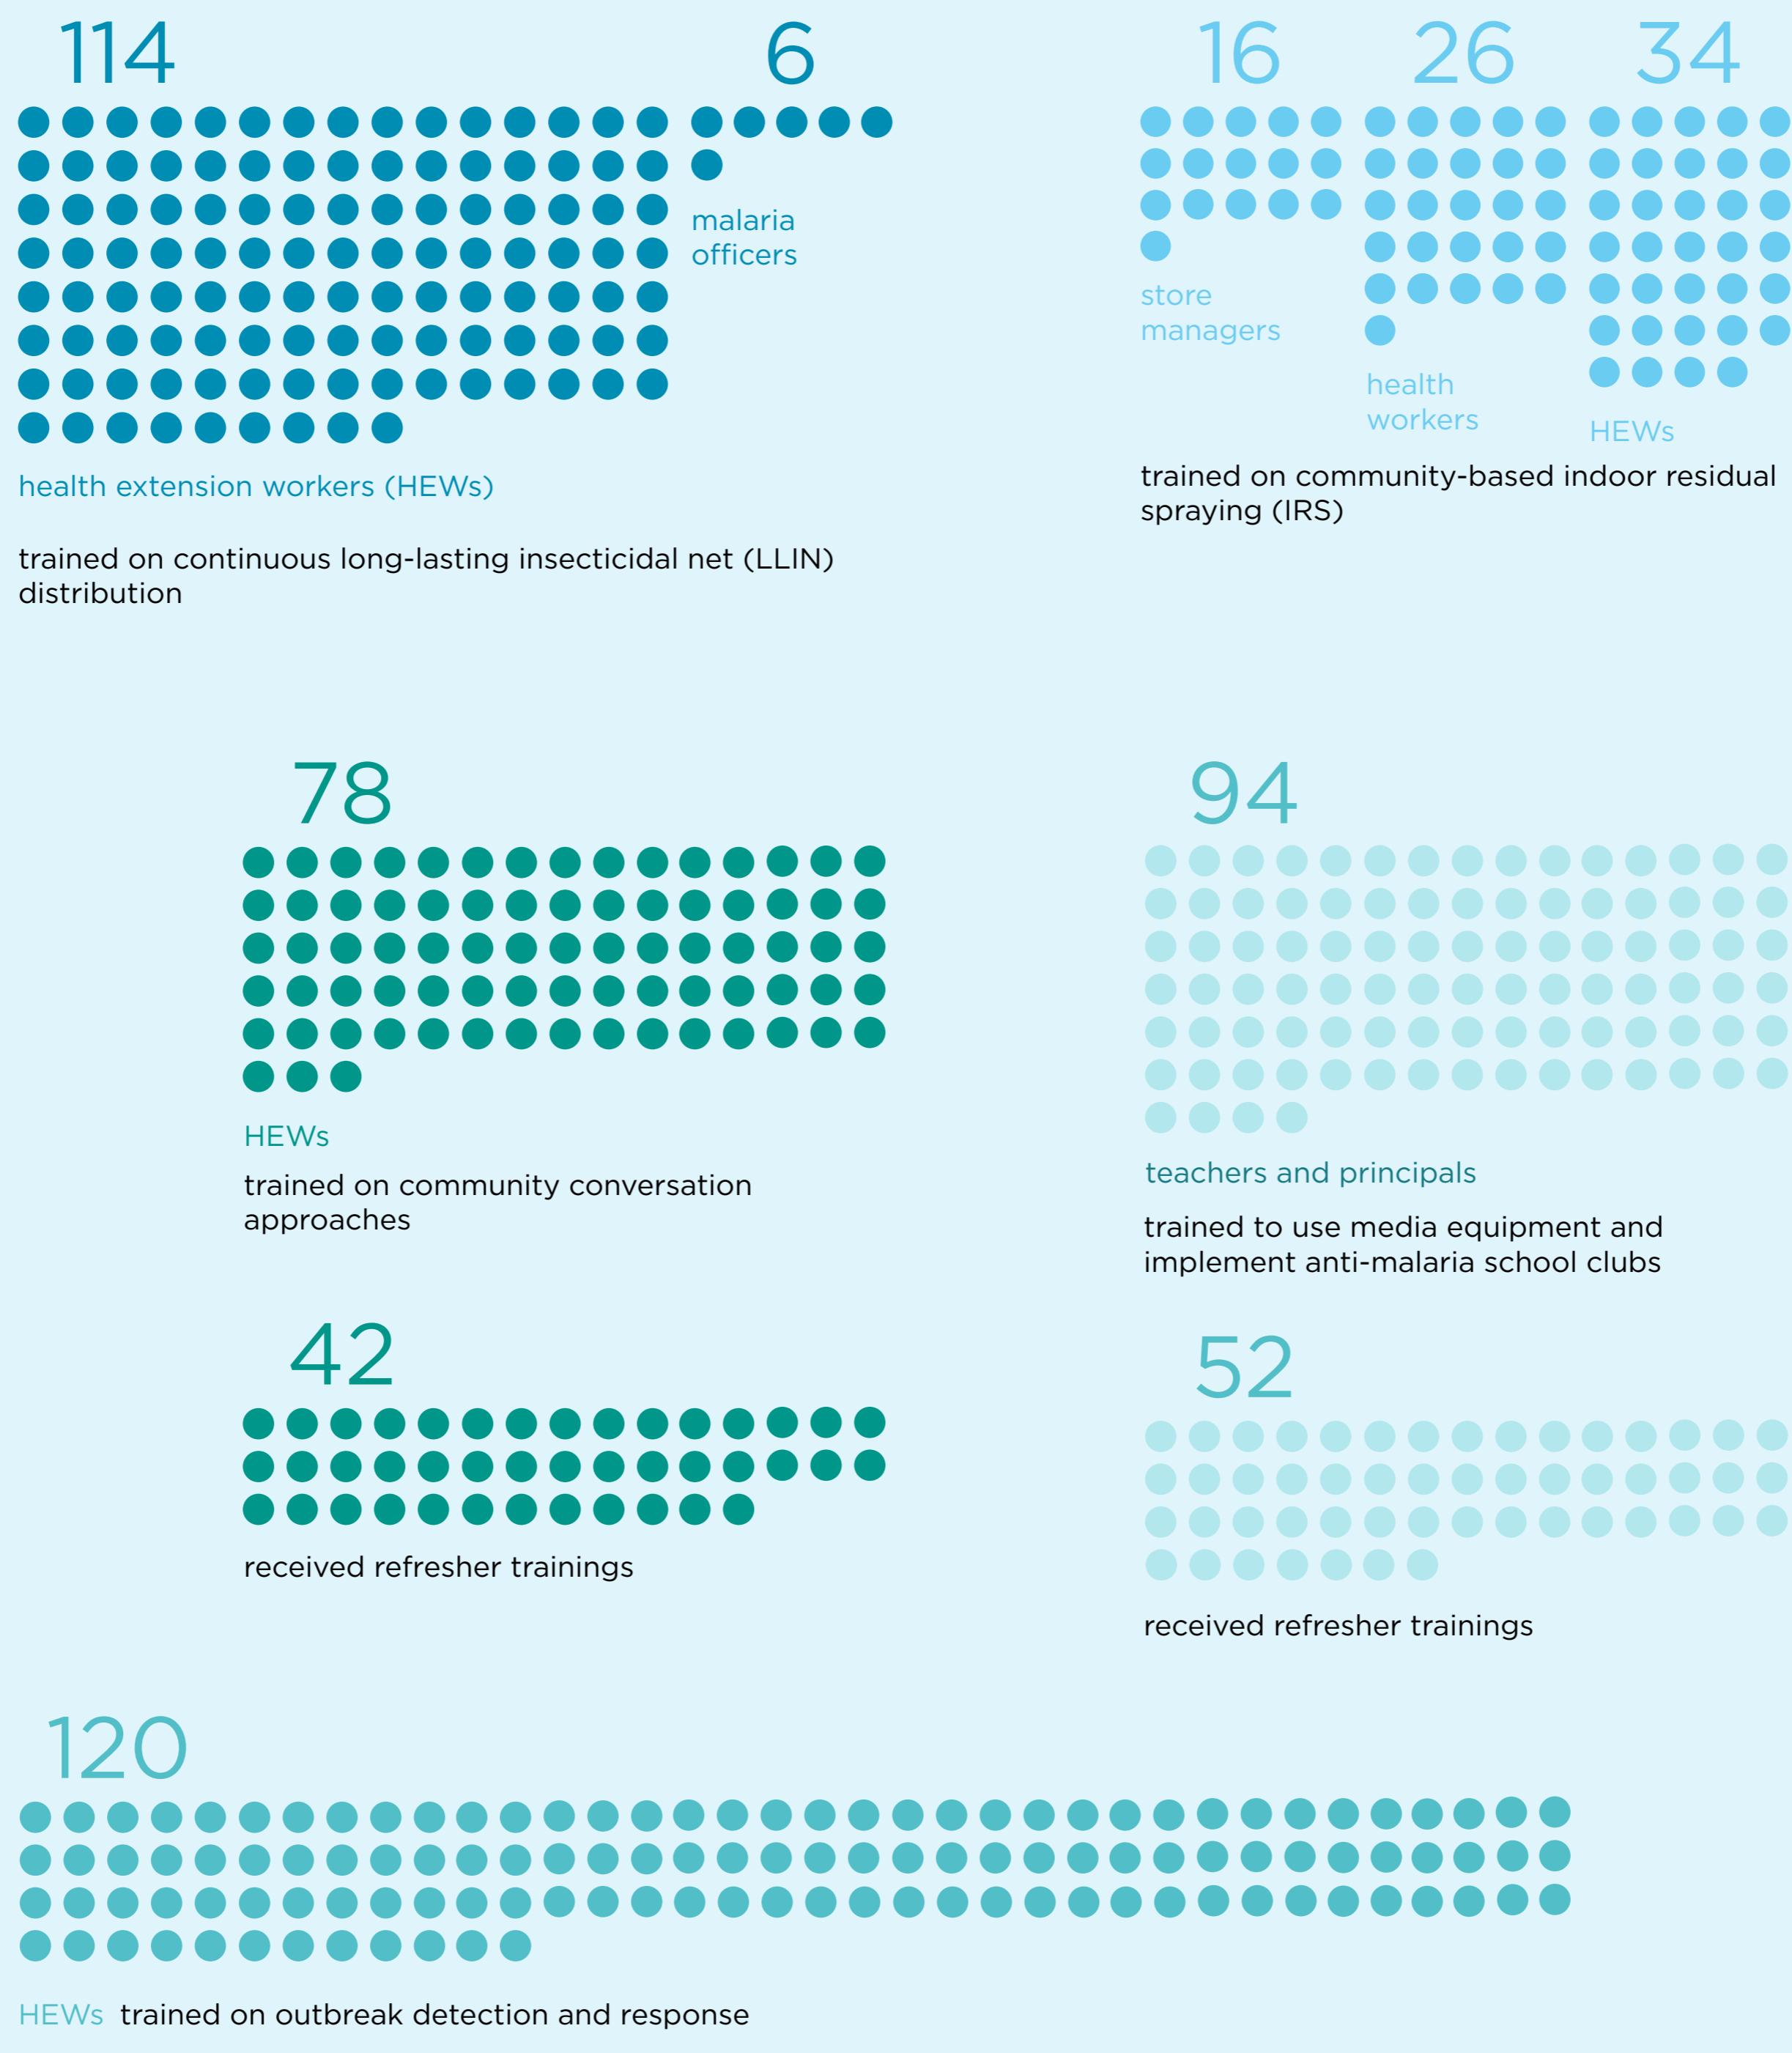 114
6
malaria
officers
health extension workers (HEWs)
trained on continuous long-lasting insecticidal net (LLIN)
distribution
16
26
34
store
managers
health
workers
HEWs
trained on community-based indoor residual
spraying (IRS)
78
HEWs
trained on community conversation
approaches
94
teachers and principals
trained to use media equipment and
implement anti-malaria school clubs
42
received refresher trainings
52
received refresher trainings
120
HEWs trained on outbreak detection and response